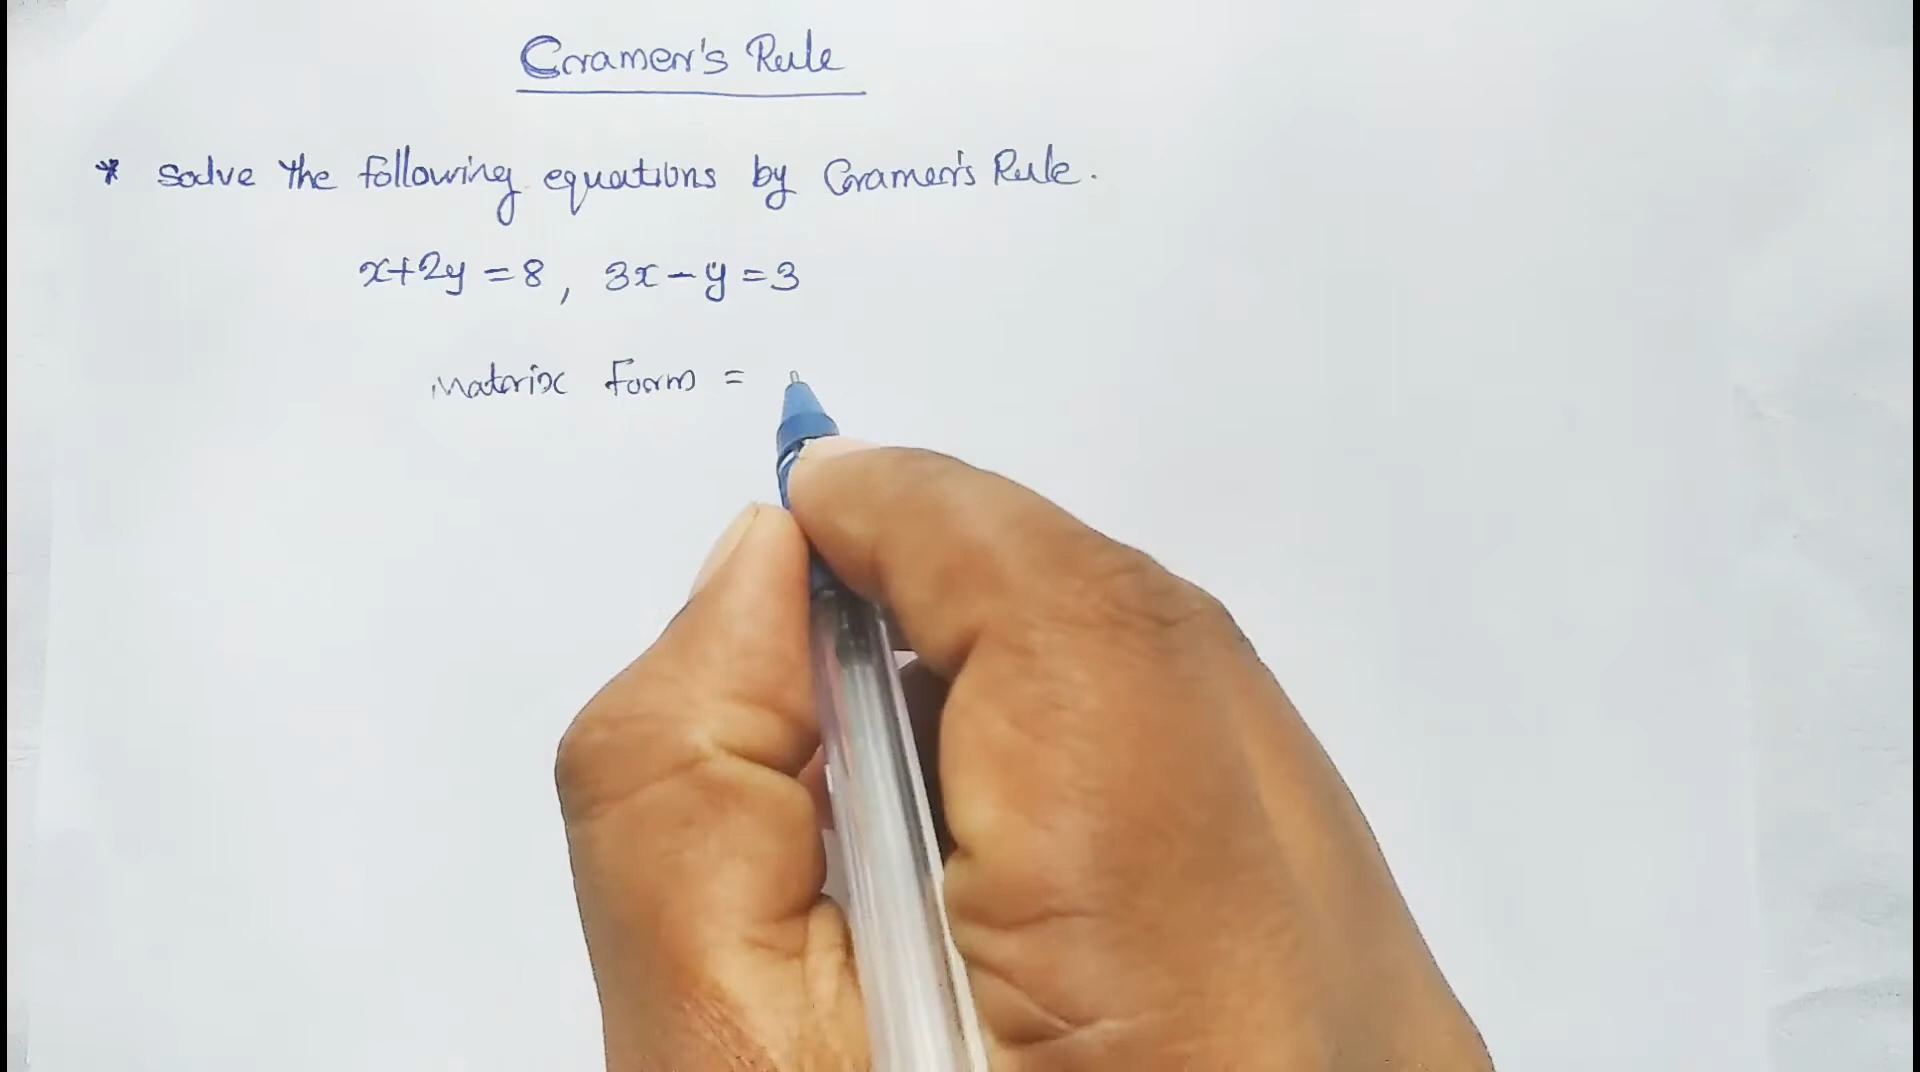 Cramer's Rule
* Solve the following equations by Cramer's Rule.
x+2y=8, 3x-y=3
Matrix Form =